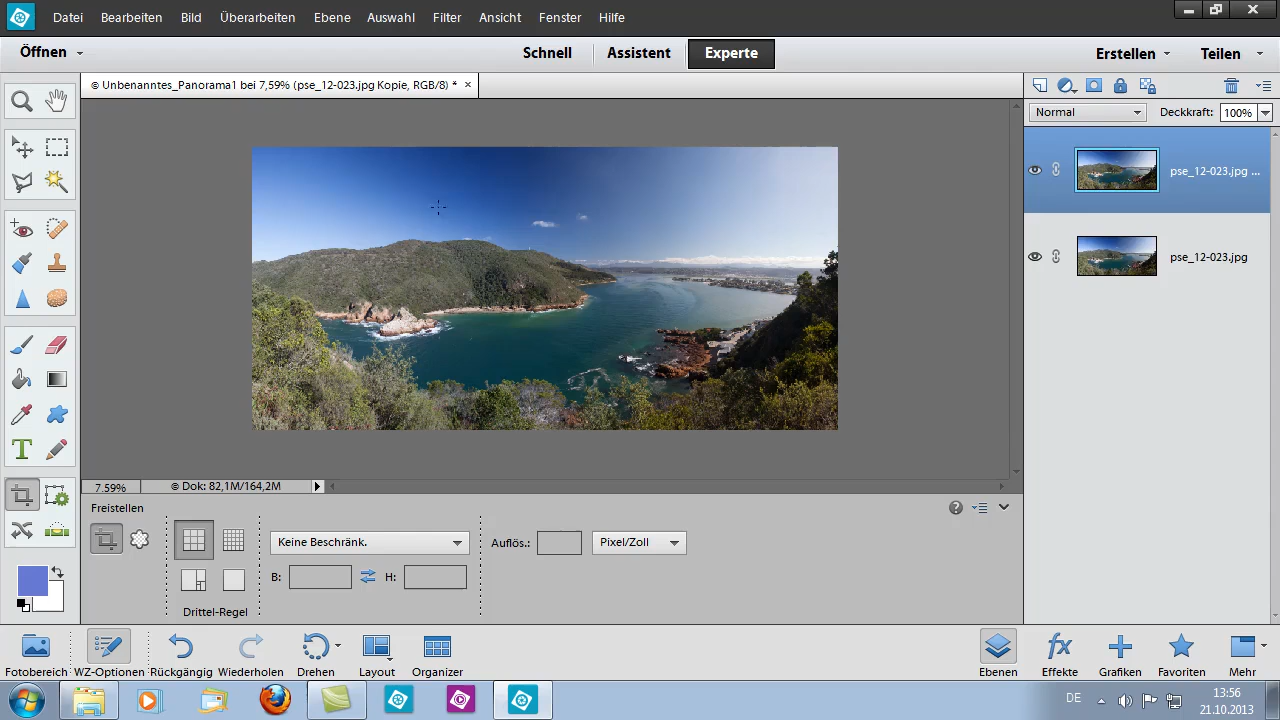 Datei Bearbeiten Bild Überarbeiten Ebene Auswahl Filter Ansicht Fenster Hilfe
Öffnen Schnell Assistent Experte Erstellen Teilen
© Unbenanntes_Panorama1 bei 7,59% (pse_12-023.jpg Kopie, RGB/8) * ×
Normal Deckkraft: 100%
pse_12-023.jpg ...
pse_12-023.jpg
7.59% © Dok: 82,1M/164,2M
Freistellen
Keine Beschränk. Auflös.: Pixel/Zoll
B: H:
Drittel-Regel
Fotobereich WZ-Optionen Rückgängig Wiederholen Drehen Layout Organizer Ebenen Effekte Grafiken Favoriten Mehr
DE 13:56
21.10.2013